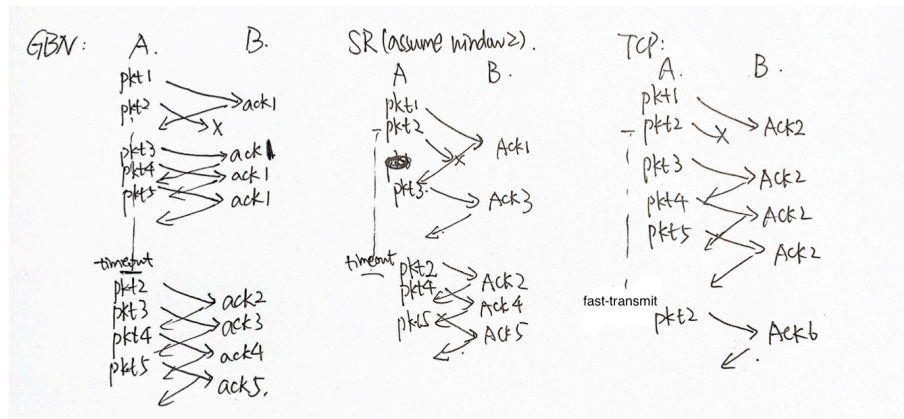 GBN:
A.
B.
pkt1
pkt2
ack1
x
pkt3
ack1
pkt4
ack1
pkt5
ack1
timeout
pkt2
ack2
pkt3
ack3
pkt4
ack4
pkt5
ack5.
SR (assume window2).
A
B.
pkt1
pkt2
Ack1
x
pkt3.
Ack3
timeout
pkt2
Ack2
pkt4
Ack4
pkt5
Ack5
TCP:
A.
B.
pkt1
Ack2
pkt2
x
pkt3
Ack2
pkt4
Ack2
pkt5
Ack2
fast-transmit
pkt2
Ack6